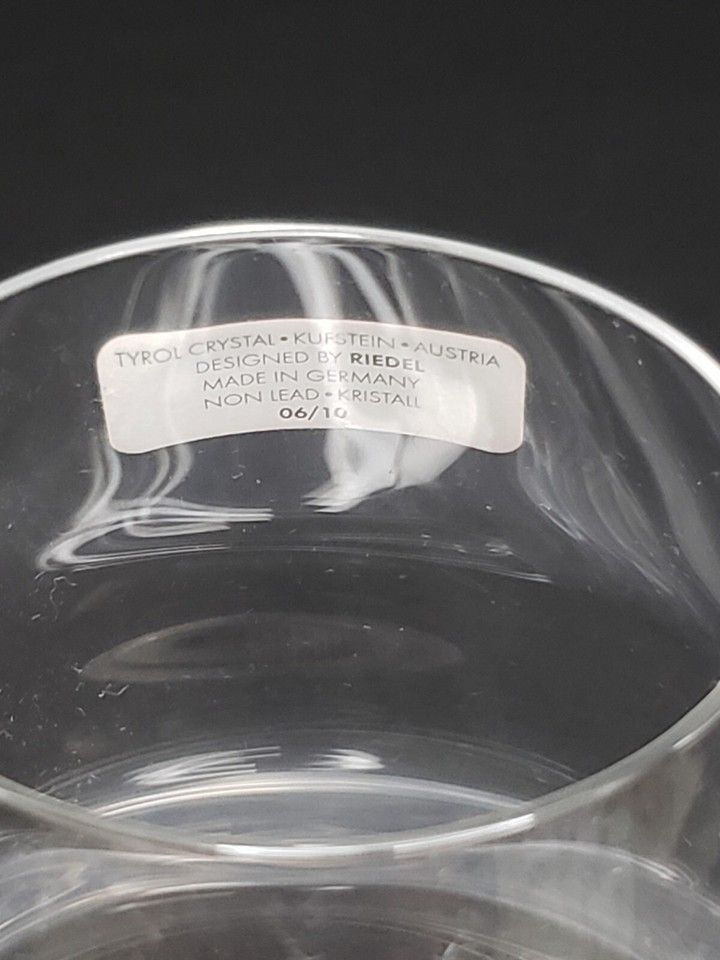 TYROL CRYSTAL • KUFSTEIN • AUSTRIA
DESIGNED BY RIEDEL
MADE IN GERMANY
NON LEAD • KRISTALL
06/10